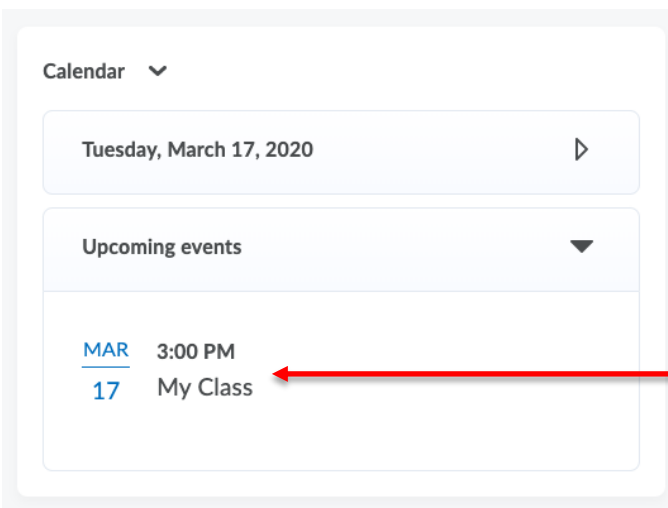 Calendar
Tuesday, March 17, 2020
Upcoming events
MAR 3:00 PM
17 My Class